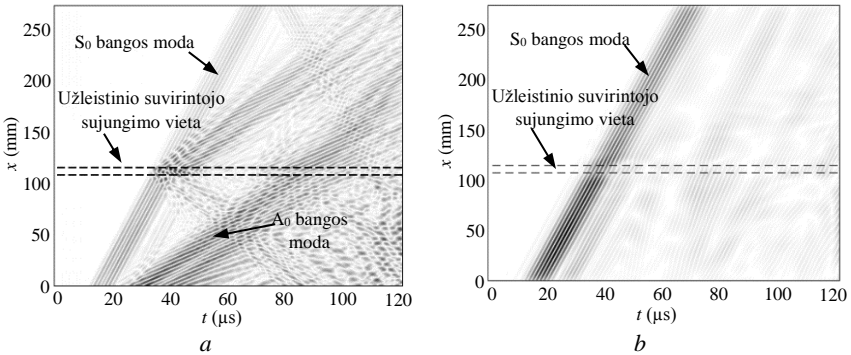 250
200
150
100
50
0
x (mm)
S₀ bangos moda
Užleistinio suvirintojo
sujungimo vieta
A₀ bangos
moda
0 20 40 60 80 100 120
t (µs)
a
250
200
150
100
50
0
x (mm)
S₀ bangos moda
Užleistinio suvirintojo
sujungimo vieta
0 20 40 60 80 100 120
t (µs)
b